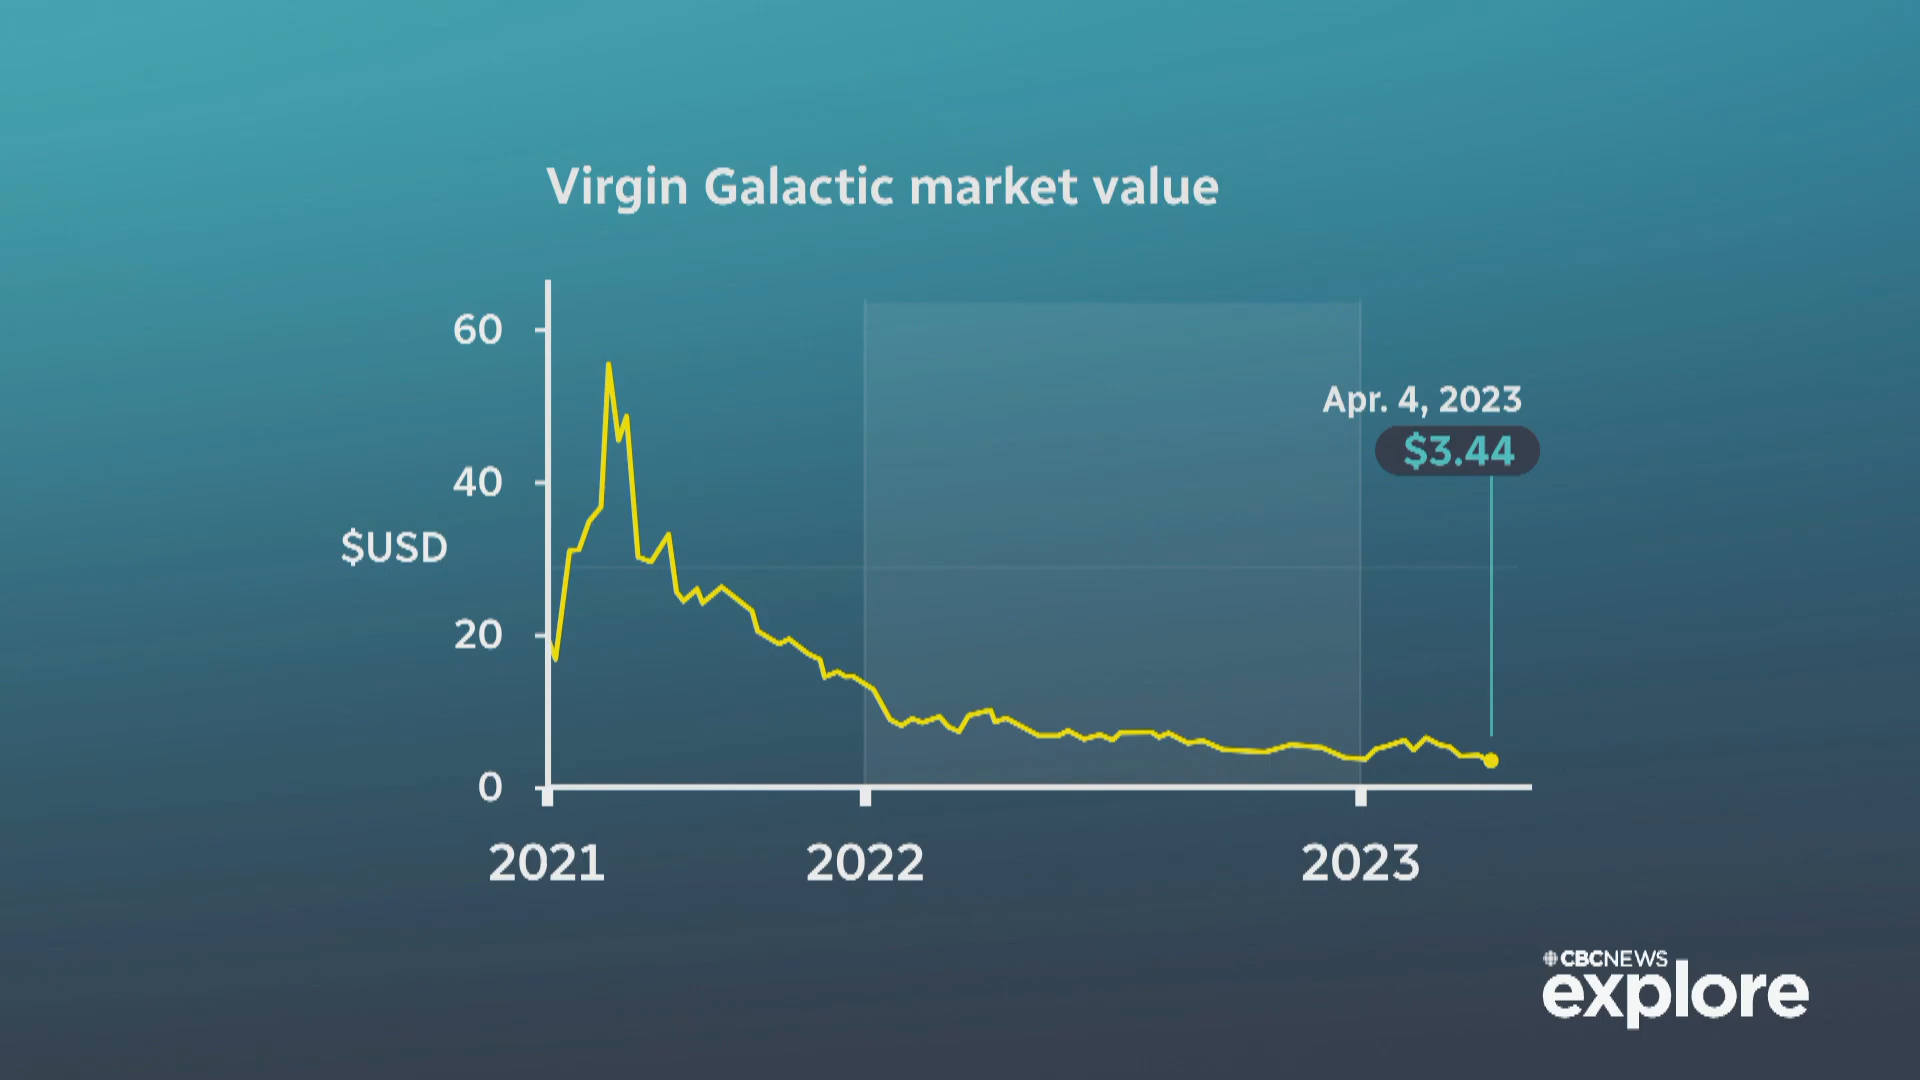 Virgin Galactic market value
60
Apr. 4, 2023
$3.44
40
$USD
20
0
2021 2022 2023
CBCNEWS
explore